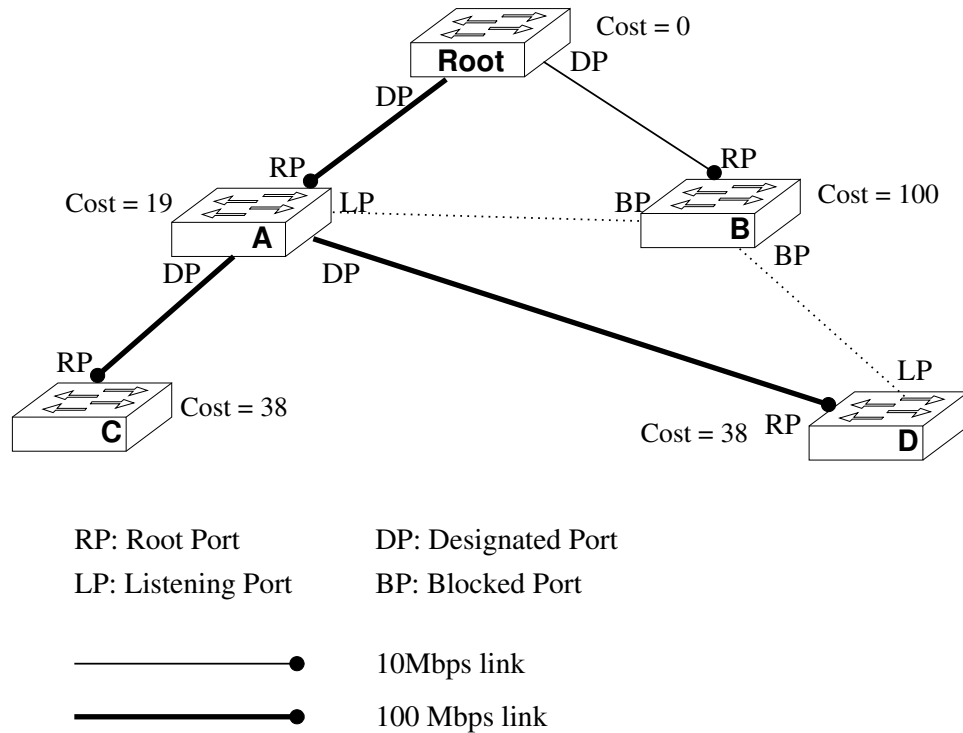 Cost = 0
Root
DP
DP
RP
RP
Cost = 19
LP
BP
Cost = 100
A
B
DP
DP
BP
RP
LP
Cost = 38
C
Cost = 38
RP
D
RP: Root Port
DP: Designated Port
LP: Listening Port
BP: Blocked Port
10Mbps link
100 Mbps link